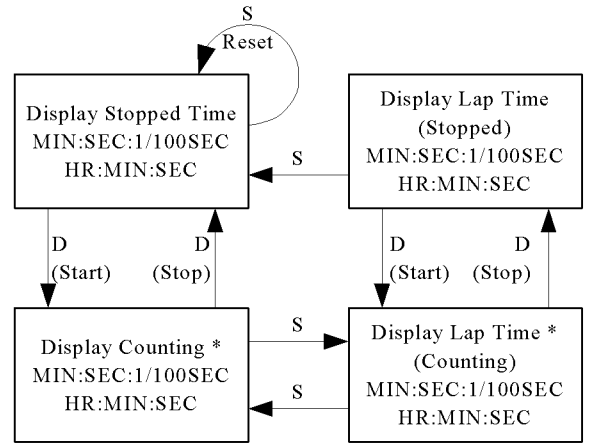 S
Reset
Display Stopped Time
MIN:SEC:1/100SEC
HR:MIN:SEC
Display Lap Time
(Stopped)
MIN:SEC:1/100SEC
HR:MIN:SEC
S
D
(Start)
D
(Stop)
D
(Start)
D
(Stop)
Display Counting *
MIN:SEC:1/100SEC
HR:MIN:SEC
S
S
Display Lap Time *
(Counting)
MIN:SEC:1/100SEC
HR:MIN:SEC